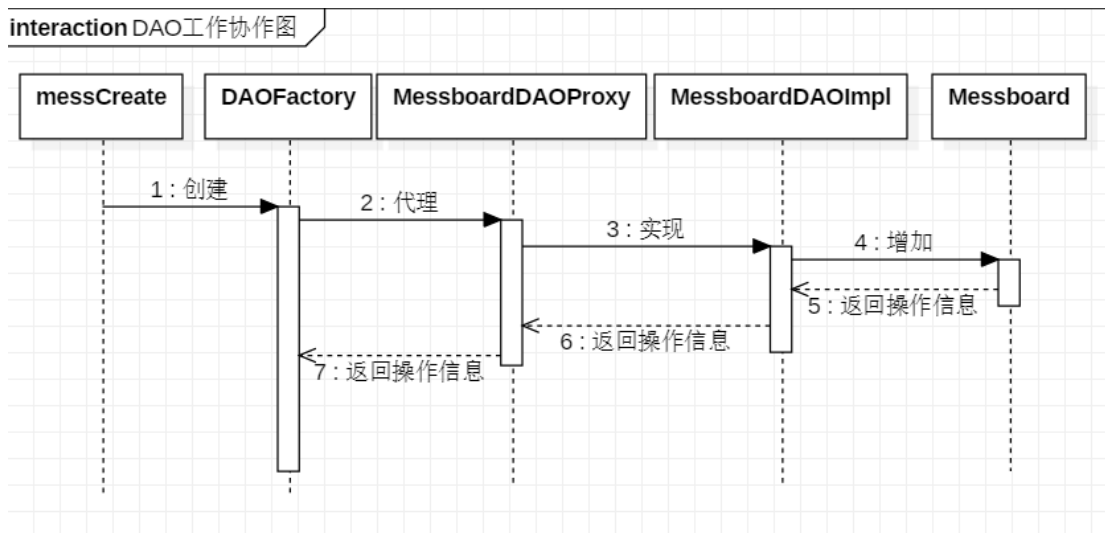 interaction DAO工作协作图
messCreate
DAOFactory
MessboardDAOProxy
MessboardDAOImpl
Messboard
1 : 创建
2 : 代理
3 : 实现
4 : 增加
5 : 返回操作信息
6 : 返回操作信息
7 : 返回操作信息